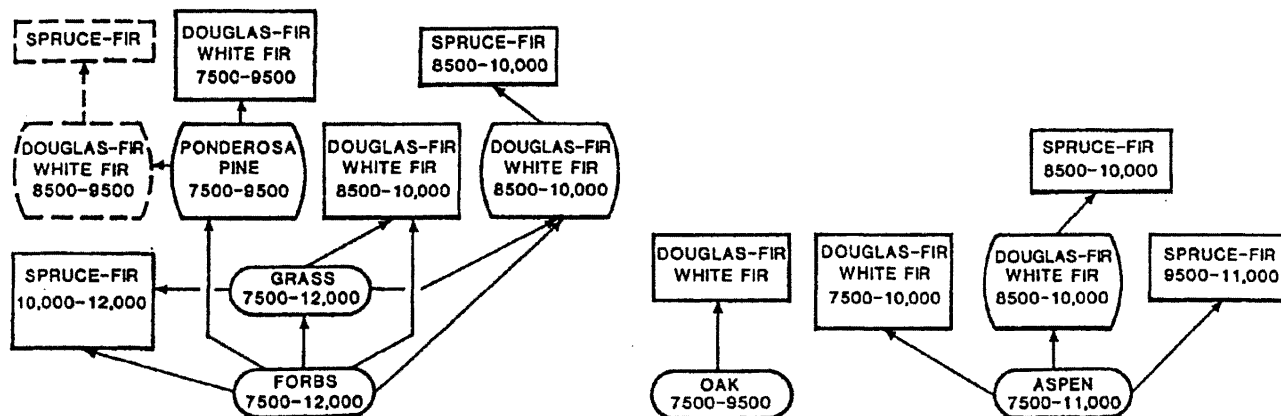 SPRUCE-FIR
DOUGLAS-FIR
WHITE FIR
7500-9500
SPRUCE-FIR
8500-10,000
DOUGLAS-FIR
WHITE FIR
8500-9500
PONDEROSA
PINE
7500-9500
DOUGLAS-FIR
WHITE FIR
8500-10,000
DOUGLAS-FIR
WHITE FIR
8500-10,000
SPRUCE-FIR
10,000-12,000
GRASS
7500-12,000
FORBS
7500-12,000
SPRUCE-FIR
8500-10,000
DOUGLAS-FIR
WHITE FIR
DOUGLAS-FIR
WHITE FIR
7500-10,000
DOUGLAS-FIR
WHITE FIR
8500-10,000
SPRUCE-FIR
9500-11,000
OAK
7500-9500
ASPEN
7500-11,000